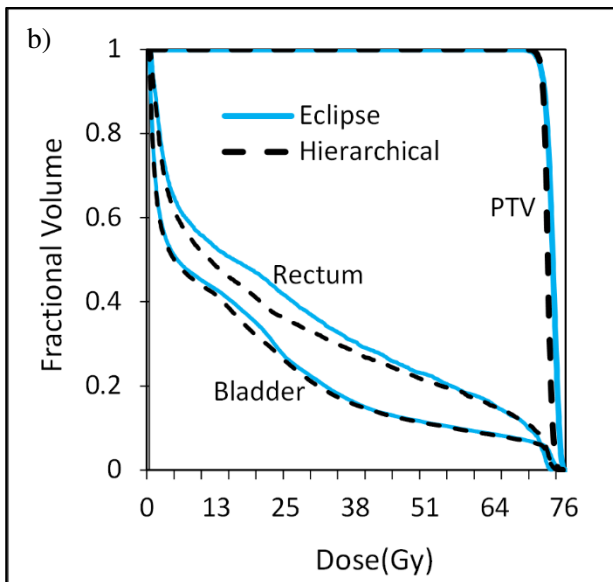 b)
1
0.8
0.6
0.4
0.2
0
Fractional Volume
Eclipse
Hierarchical
PTV
Rectum
Bladder
0 13 25 38 51 64 76
Dose(Gy)